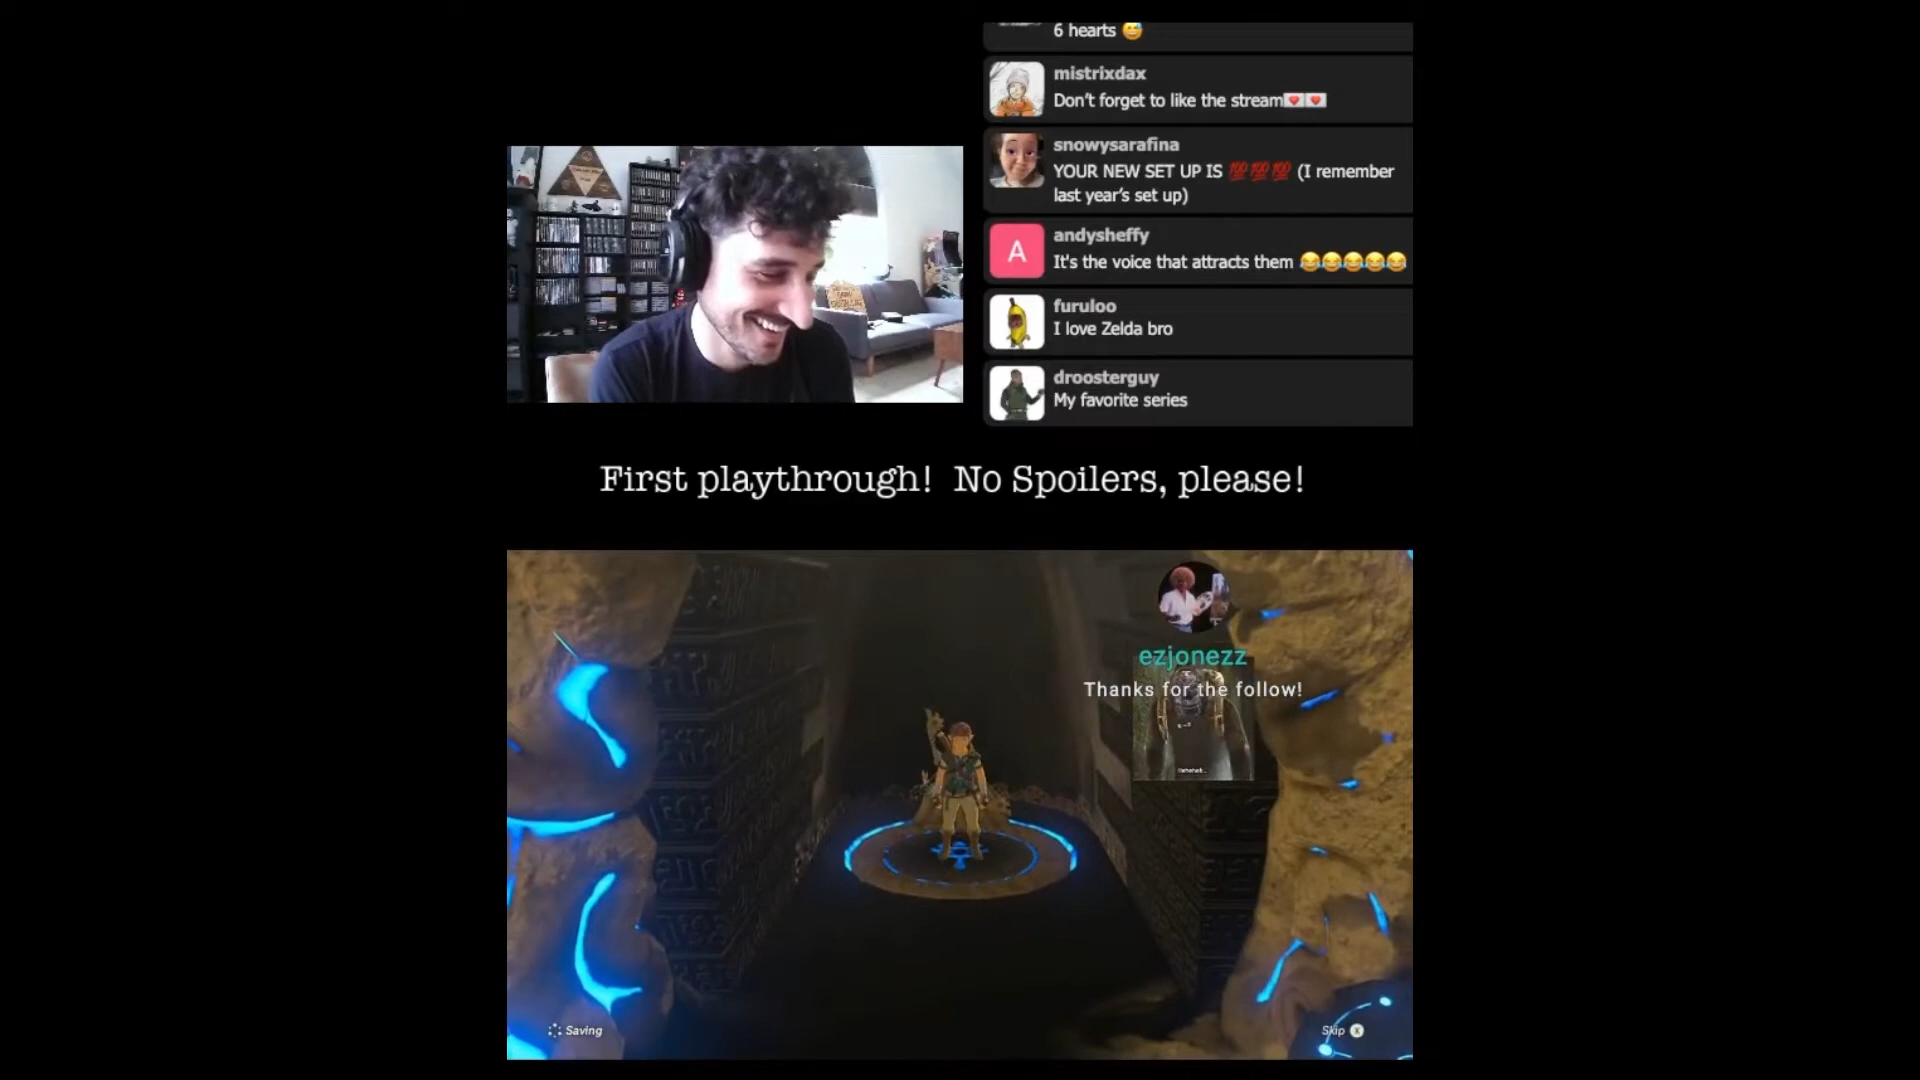 6 hearts 😅
mistrixdax
Don't forget to like the stream💌💌
snowysarafina
YOUR NEW SET UP IS 💯💯💯 (I remember
last year's set up)
andysheffy
A
It's the voice that attracts them 😂😂😂😂😂
furuloo
I love Zelda bro
droosterguy
My favorite series
First playthrough!  No Spoilers, please!
ezjonezz
Thanks for the follow!
Saving
Skip X